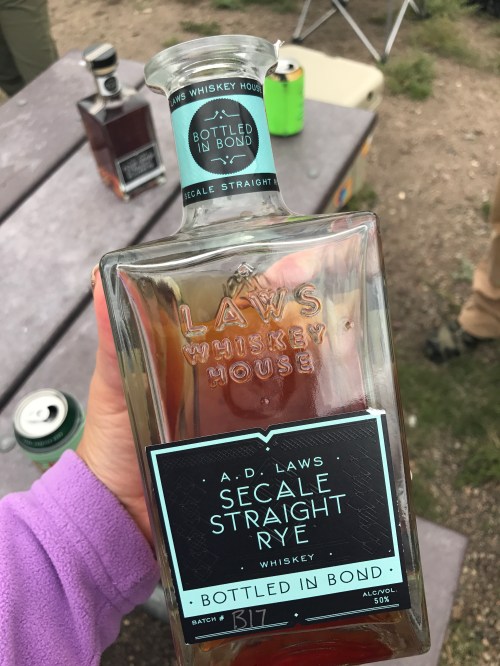 LAWS WHISKEY HOUSE
BOTTLED
IN BOND
SECALE STRAIGHT
LAWS
WHISKEY
HOUSE
A.D. LAWS
SECALE
STRAIGHT
RYE
WHISKEY
BOTTLED IN BOND
BATCH # B17
ALC/VOL.
50%